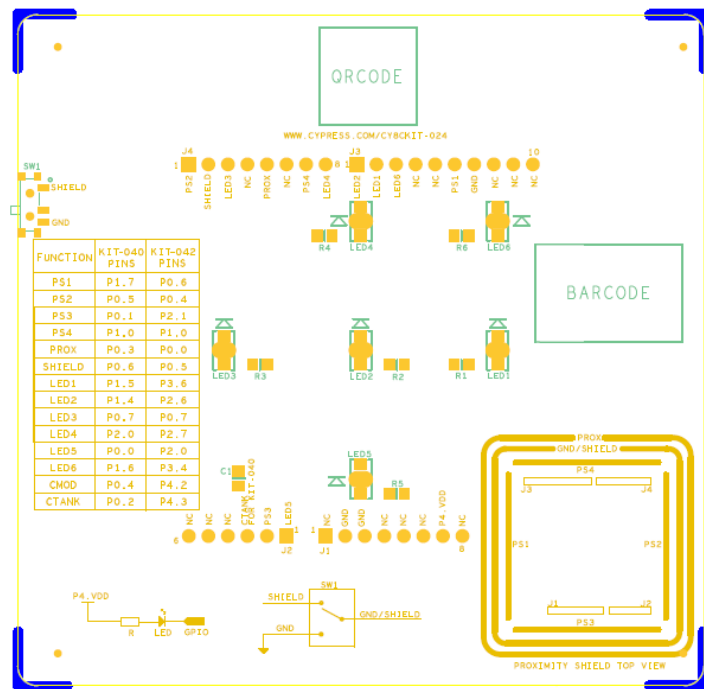 QRCODE
WWW.CYPRESS.COM/CY8CKIT-024
J4
J3
1
8
1
10
PS2
SHIELD
LED3
NC
PROX
NC
PS4
LED4
LED2
LED1
LED6
NC
NC
PS1
GND
NC
NC
NC
SW1
SHIELD
GND
R4
LED4
R6
LED6
FUNCTION KIT-040 PINS KIT-042 PINS
PS1 P1.7 P0.6
PS2 P0.5 P0.4
PS3 P0.1 P2.1
PS4 P1.0 P1.0
PROX P0.3 P0.0
SHIELD P0.6 P0.5
LED1 P1.5 P3.6
LED2 P1.4 P2.6
LED3 P0.7 P0.7
LED4 P2.0 P2.7
LED5 P0.0 P2.0
LED6 P1.6 P3.4
CMOD P0.4 P4.2
CTANK P0.2 P4.3
BARCODE
LED3
R3
LED2
R2
R1
LED1
C1
LED5
R5
6
NC
NC
NC
CTANK
FOR KIT-040
PS3
LED5
1
J2
1
J1
NC
GND
GND
NC
NC
NC
P4.VDD
NC
8
PROX
GND/SHIELD
PS4
J3
J4
PS1
PS2
J1
J2
PS3
PROXIMITY SHIELD TOP VIEW
P4.VDD
R
LED
GPIO
SW1
SHIELD
GND/SHIELD
GND